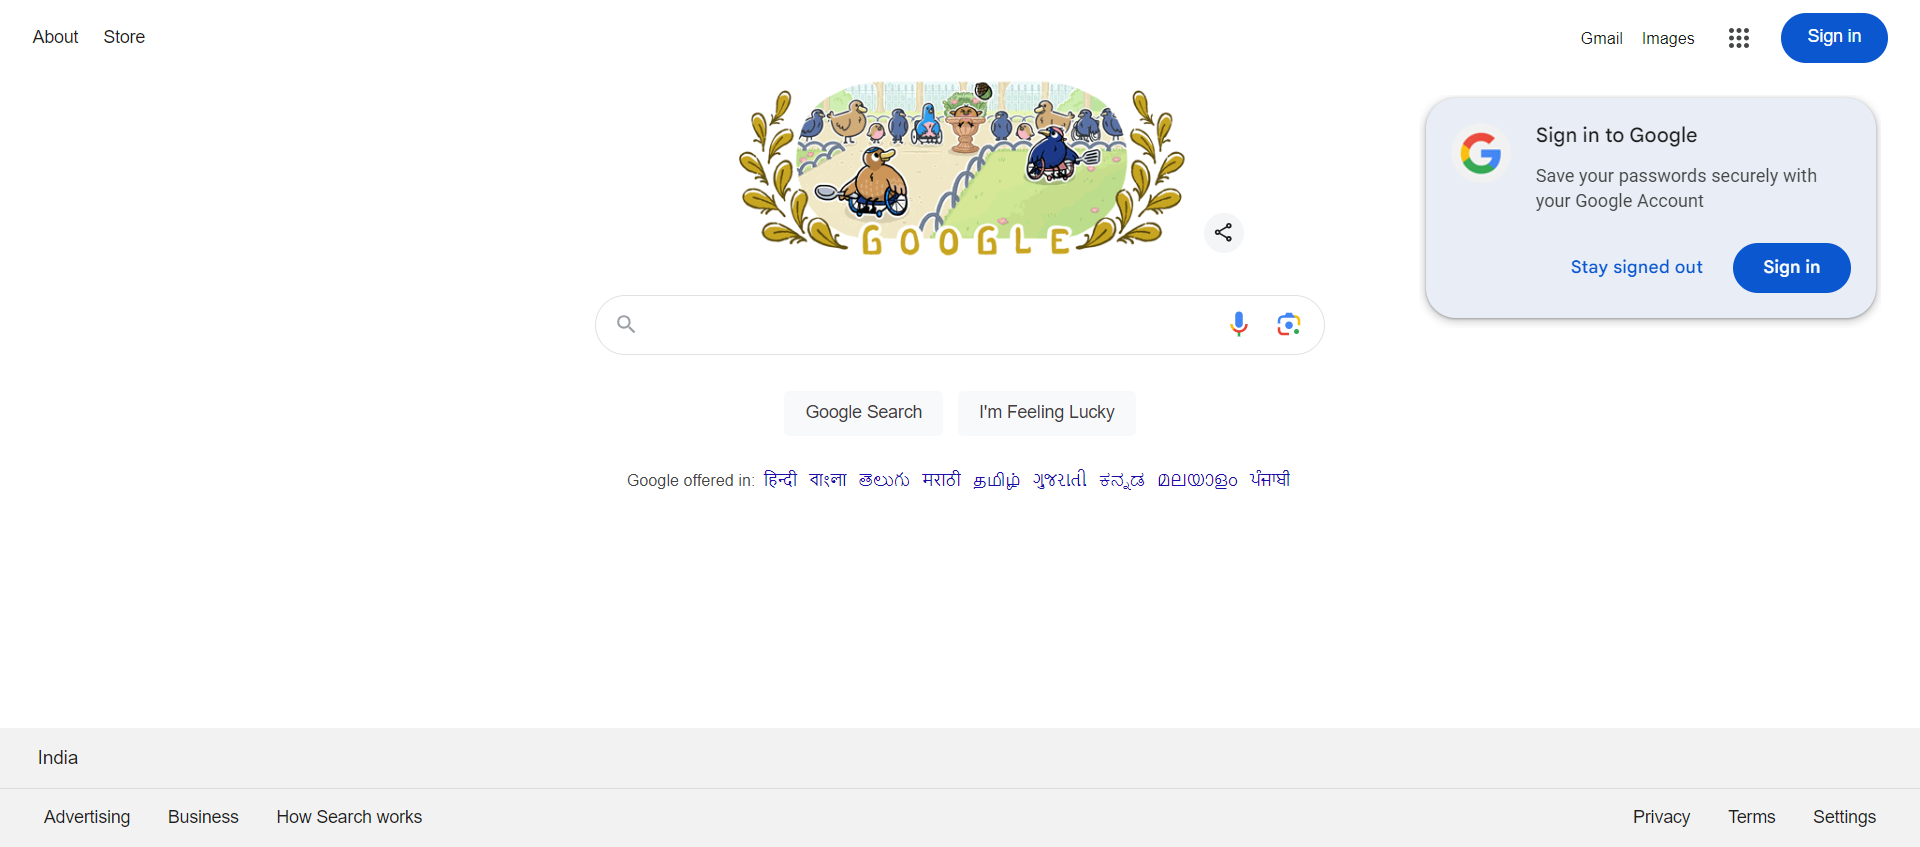 About Store
Gmail Images Sign in
GOOGLE
Sign in to Google
Save your passwords securely with
your Google Account
Stay signed out Sign in
Google Search I'm Feeling Lucky
Google offered in: हिन्दी বাংলা తెలుగు मराठी தமிழ் ગુજરાતી ಕನ್ನಡ മലയാളം ਪੰਜਾਬੀ
India
Advertising Business How Search works
Privacy Terms Settings